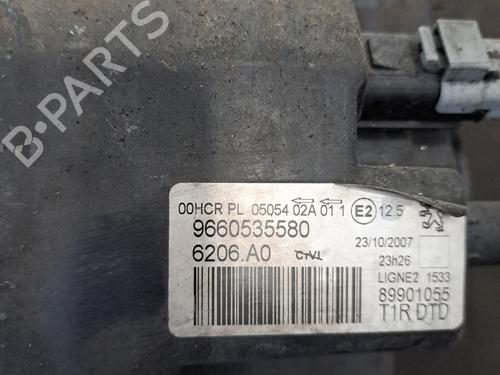 00HCR PL 05054 02A 01 1 E2 12.5
9660535580
23/10/2007
6206.A0
23h26
LIGNE2 1533
89901055
T1R DTD
B-Parts
B-Parts